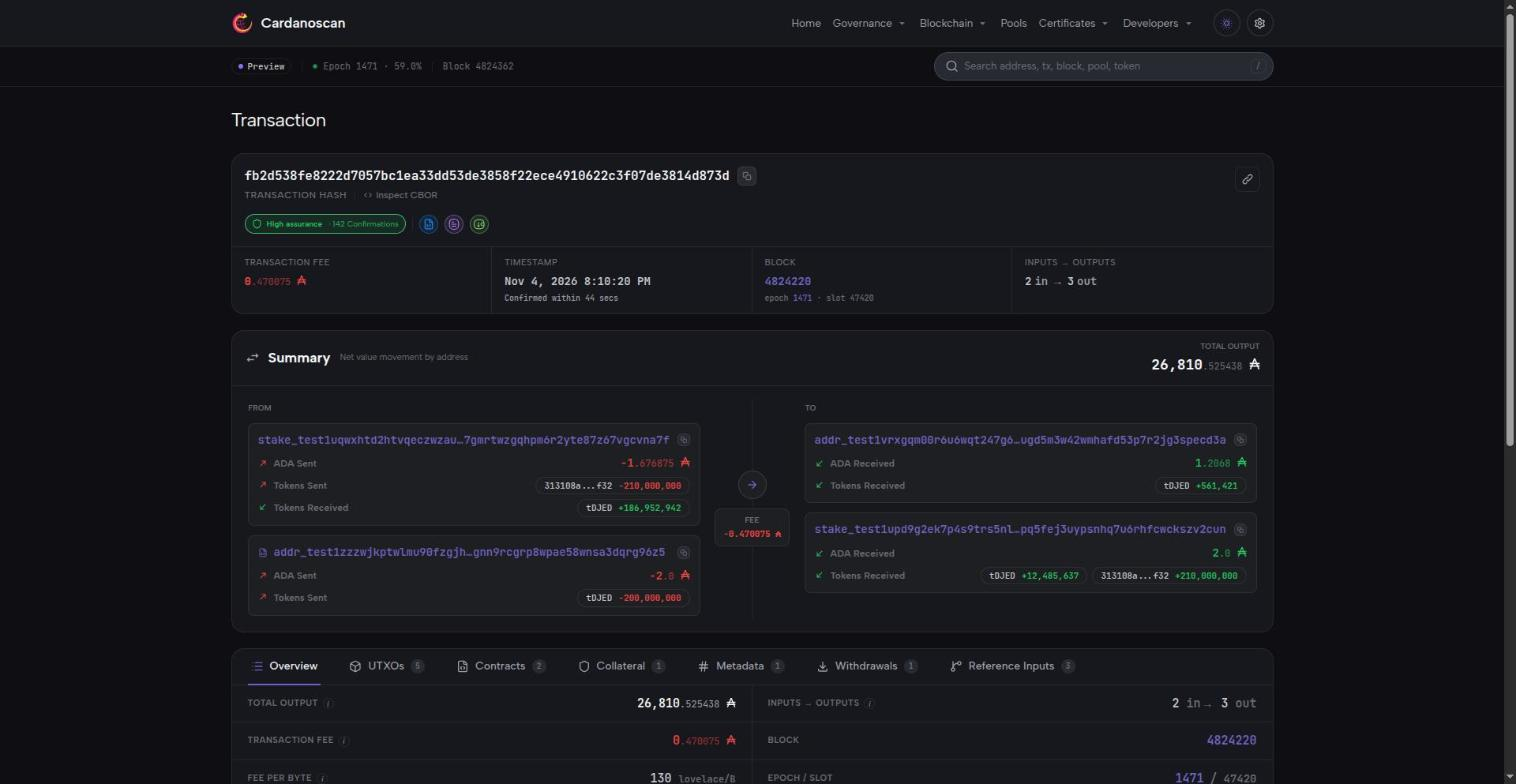 Cardanoscan
Home Governance Blockchain Pools Certificates Developers
Preview Epoch 1471 · 59.0% Block 4824362
Search address, tx, block, pool, token /
Transaction
fb2d538fe8222d7057bc1ea33dd53de3858f22ece4910622c3f07de3814d873d
TRANSACTION HASH <> Inspect CBOR
High assurance · 142 Confirmations
TRANSACTION FEE
0.470075 ₳
TIMESTAMP
Nov 4, 2026 8:10:20 PM
Confirmed within 44 secs
BLOCK
4824220
epoch 1471 · slot 47420
INPUTS → OUTPUTS
2 in → 3 out
Summary Net value movement by address
TOTAL OUTPUT
26,810.525438 ₳
FROM
stake_test1uqwxhtd2htvqeczwzau…7gmrtwzgqhpm6r2yte87z67vgcvna7f
ADA Sent -1.676875 ₳
Tokens Sent 313108a...f32 -210,000,000
Tokens Received tDJED +186,952,942
addr_test1zzzwjkptwlmu90fzgjh…gnn9rcgrp8wpae58wnsa3dqrg96z5
ADA Sent -2.0 ₳
Tokens Sent tDJED -200,000,000
FEE
-0.470075 ₳
TO
addr_test1vrxgqm00r6u6wqt247g6…ugd5m3w42wmhafd53p7r2jg3specd3a
ADA Received 1.2068 ₳
Tokens Received tDJED +561,421
stake_test1upd9g2ek7p4s9trs5nl…pq5fej3uypsnhq7u6rhfcwckszv2cun
ADA Received 2.0 ₳
Tokens Received tDJED +12,485,637 313108a...f32 +210,000,000
Overview UTXOs 5 Contracts 2 Collateral 1 Metadata 1 Withdrawals 1 Reference Inputs 3
TOTAL OUTPUT i 26,810.525438 ₳
INPUTS → OUTPUTS i 2 in → 3 out
TRANSACTION FEE i 0.470075 ₳
BLOCK 4824220
FEE PER BYTE i 130 lovelace/B
EPOCH / SLOT 1471 / 47420